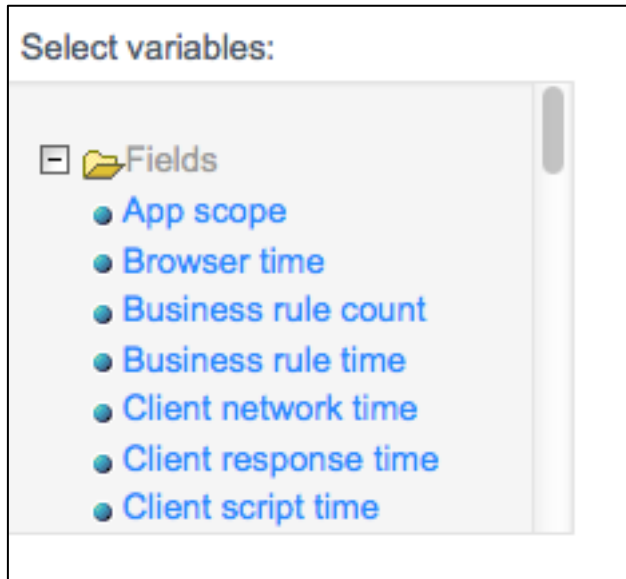 Select variables:
Fields
App scope
Browser time
Business rule count
Business rule time
Client network time
Client response time
Client script time